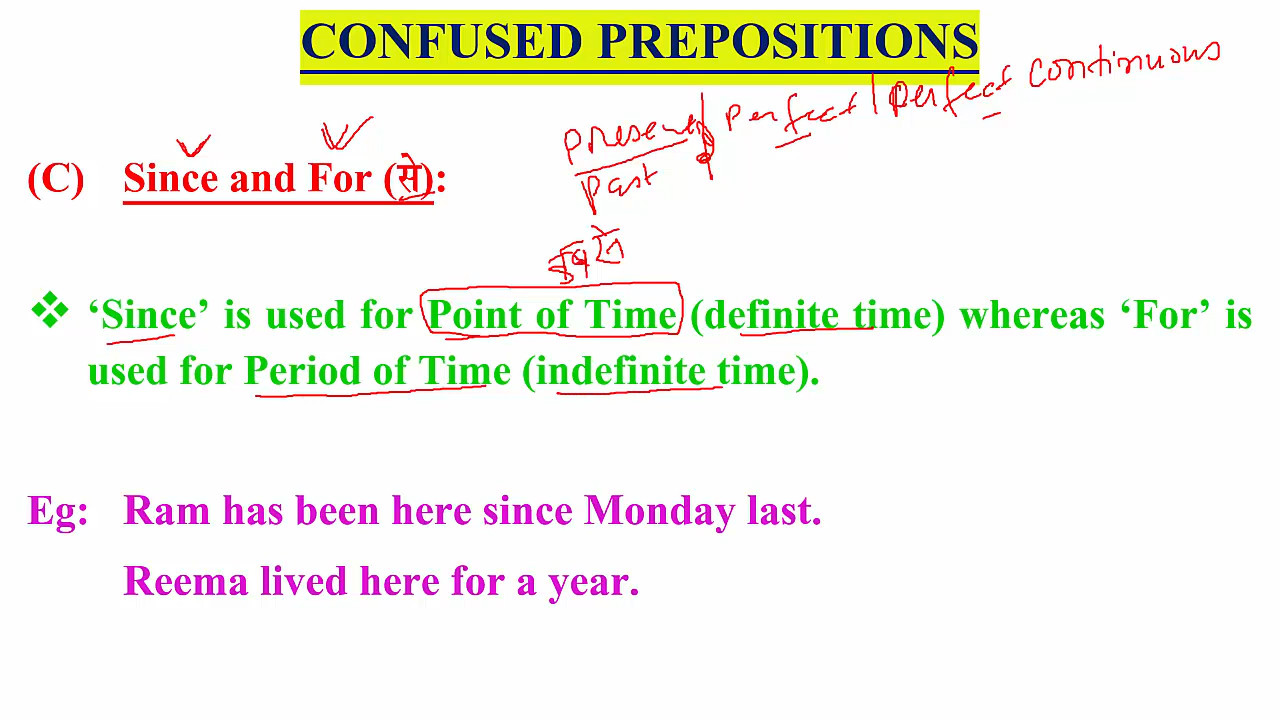 CONFUSED PREPOSITIONS
present perfect / perfect continuous
past
(C) Since and For (से):
❖ ‘Since’ is used for Point of Time (definite time) whereas ‘For’ is
used for Period of Time (indefinite time).
Eg: Ram has been here since Monday last.
Reema lived here for a year.